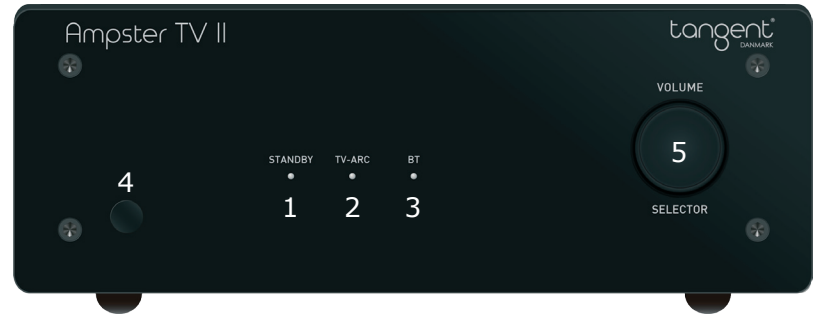 Ampster TV II
tangent®
DANMARK
VOLUME
5
SELECTOR
STANDBY TV-ARC BT
4
1 2 3